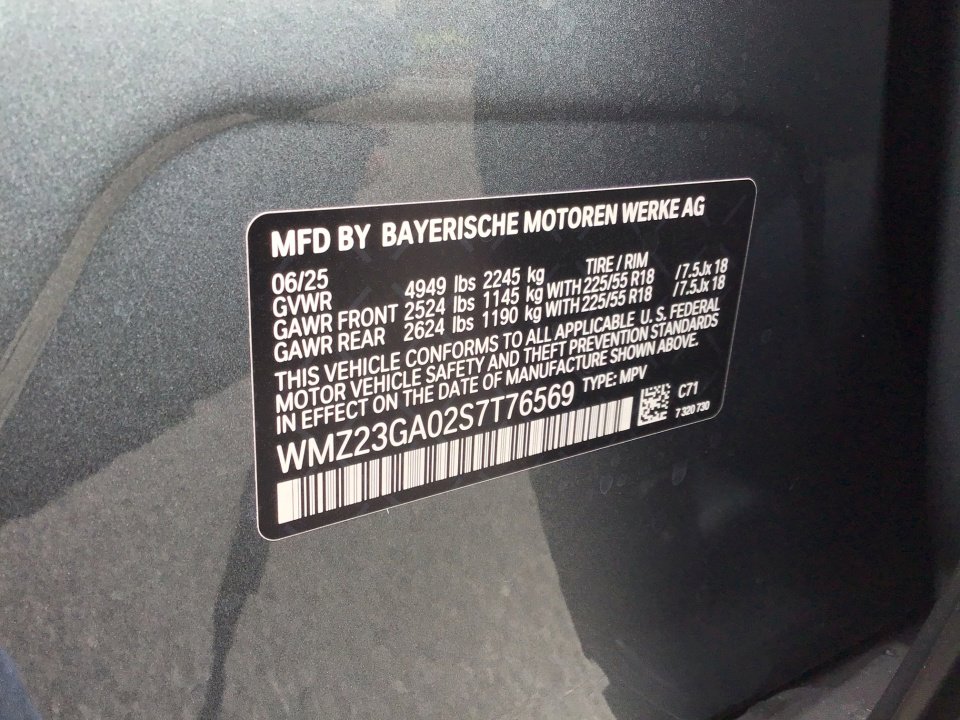 MFD BY BAYERISCHE MOTOREN WERKE AG
06/25 TIRE / RIM
GVWR 4949 lbs 2245 kg
GAWR FRONT 2524 lbs 1145 kg WITH 225/55 R18 /7.5Jx 18
GAWR REAR 2624 lbs 1190 kg WITH 225/55 R18 /7.5Jx 18
THIS VEHICLE CONFORMS TO ALL APPLICABLE U. S. FEDERAL
MOTOR VEHICLE SAFETY AND THEFT PREVENTION STANDARDS
IN EFFECT ON THE DATE OF MANUFACTURE SHOWN ABOVE.
WMZ23GA02S7T76569 TYPE: MPV
C71
7 320 730